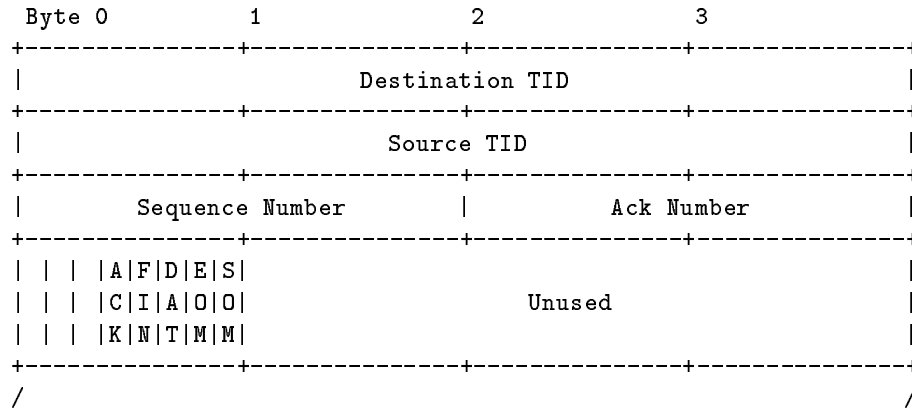 Byte 0 1 2 3
+---------------+---------------+---------------+---------------+
| Destination TID |
+---------------+---------------+---------------+---------------+
| Source TID |
+---------------+---------------+---------------+---------------+
| Sequence Number | Ack Number |
+---------------+---------------+---------------+---------------+
| | | |A|F|D|E|S| |
| | | |C|I|A|O|O| Unused |
| | | |K|N|T|M|M| |
+---------------+---------------+---------------+---------------+
/ /